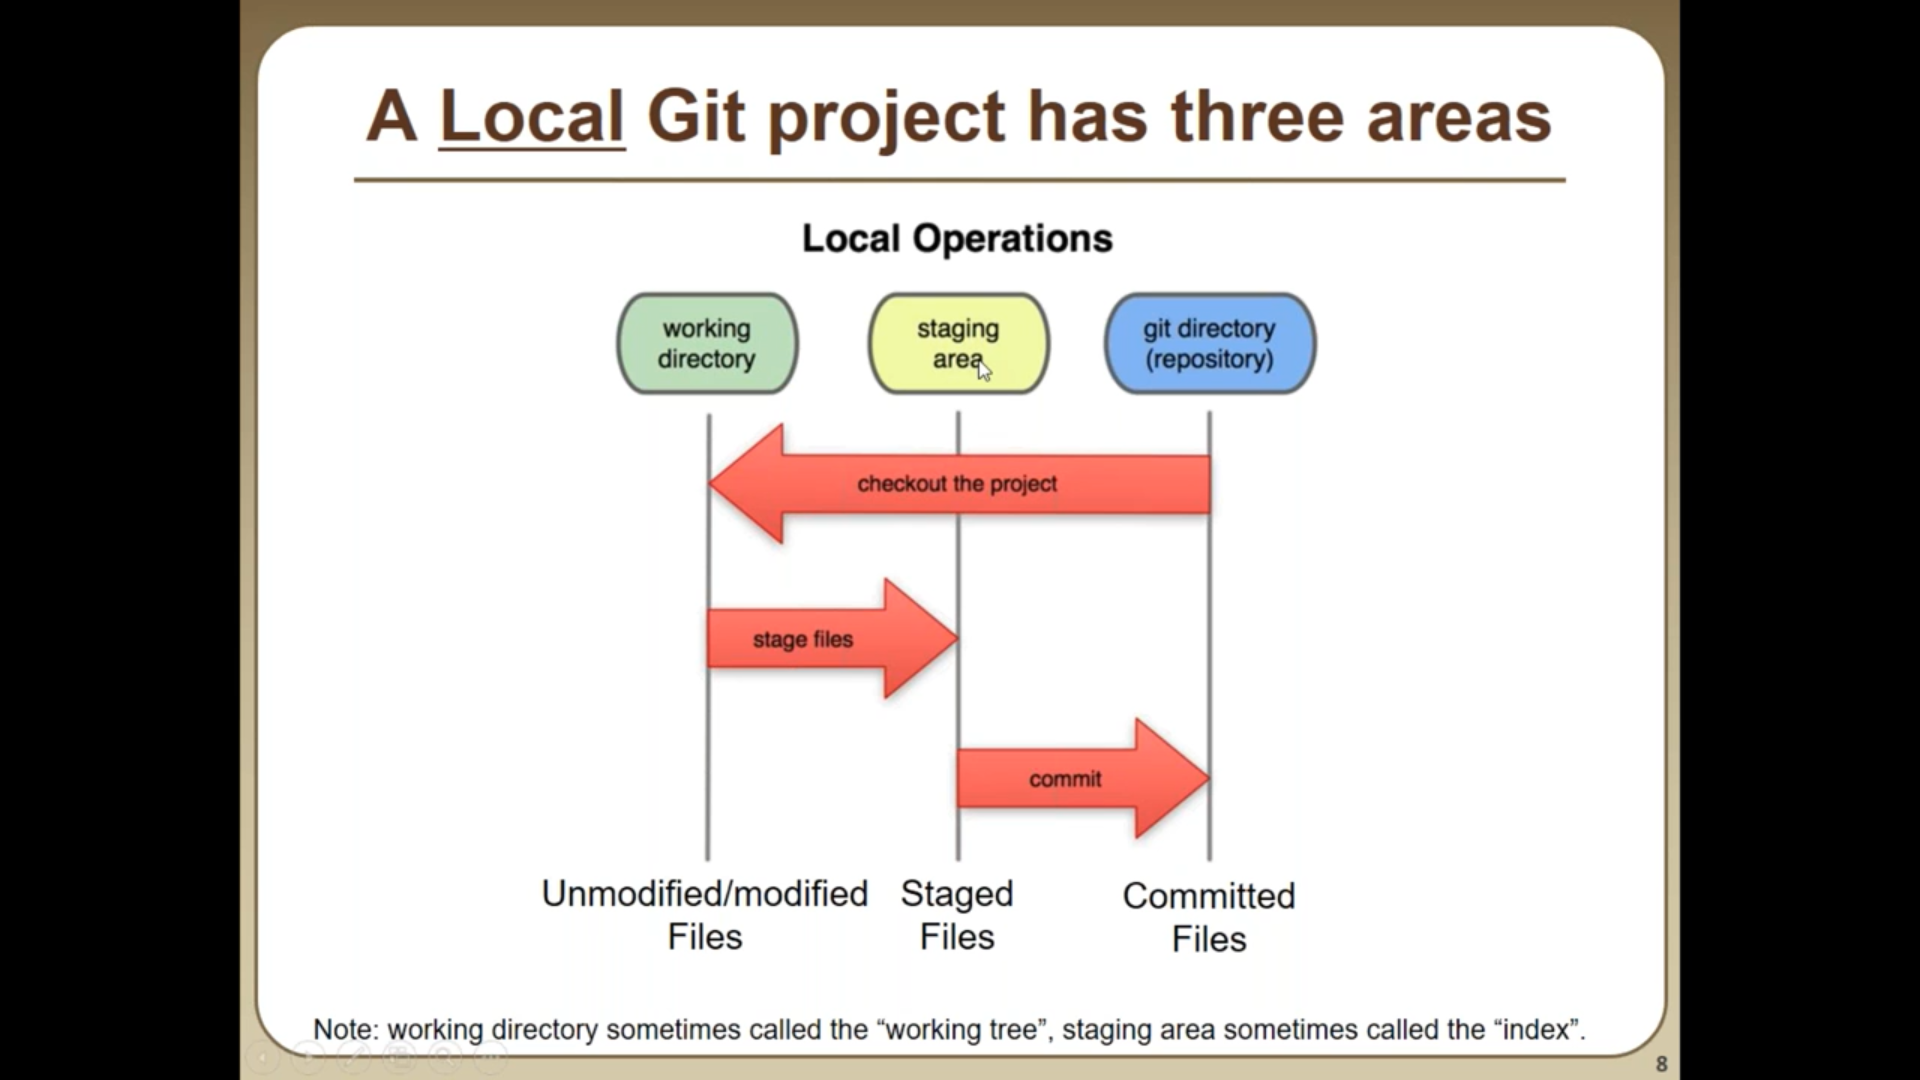 A Local Git project has three areas
Local Operations
working
directory
staging
area
git directory
(repository)
checkout the project
stage files
commit
Unmodified/modified
Files
Staged
Files
Committed
Files
Note: working directory sometimes called the “working tree”, staging area sometimes called the “index”.
8